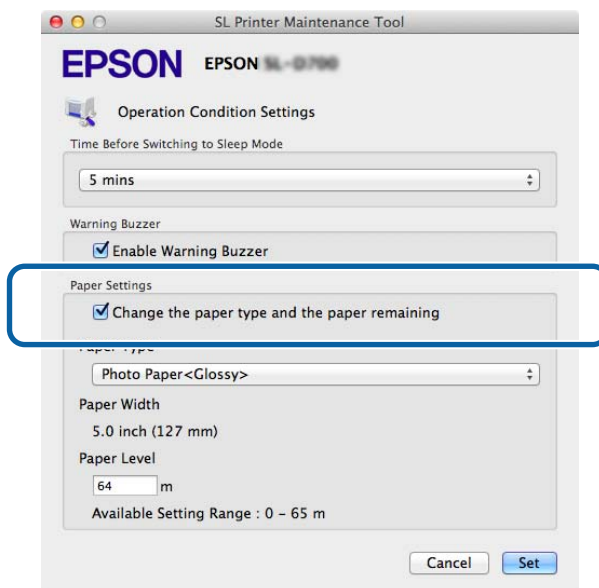 SL Printer Maintenance Tool
EPSON EPSON
Operation Condition Settings
Time Before Switching to Sleep Mode
5 mins
Warning Buzzer
Enable Warning Buzzer
Paper Settings
Change the paper type and the paper remaining
Paper Type
Photo Paper<Glossy>
Paper Width
5.0 inch (127 mm)
Paper Level
64 m
Available Setting Range : 0 – 65 m
Cancel Set